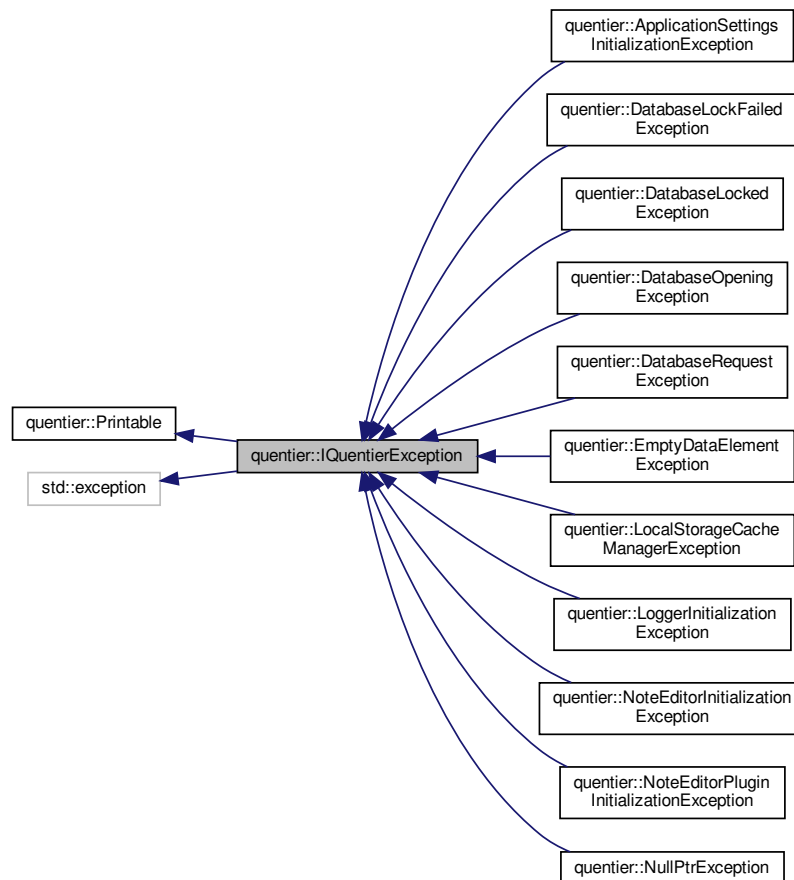 quentier::ApplicationSettings
InitializationException
quentier::DatabaseLockFailed
Exception
quentier::DatabaseLocked
Exception
quentier::DatabaseOpening
Exception
quentier::DatabaseRequest
Exception
quentier::Printable
quentier::IQuentierException
quentier::EmptyDataElement
Exception
std::exception
quentier::LocalStorageCache
ManagerException
quentier::LoggerInitialization
Exception
quentier::NoteEditorInitialization
Exception
quentier::NoteEditorPlugin
InitializationException
quentier::NullPtrException